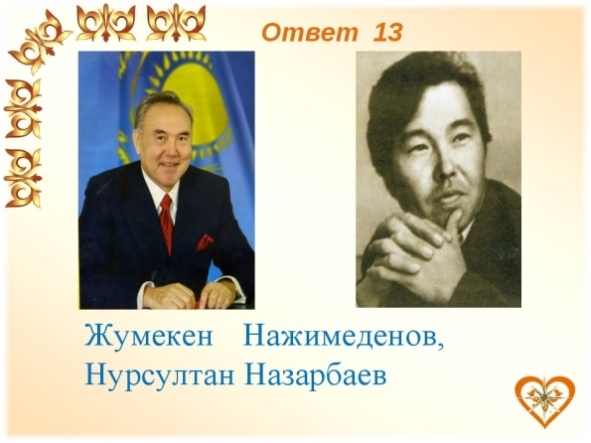 Ответ 13
Жумекен Нажимеденов,
Нурсултан Назарбаев